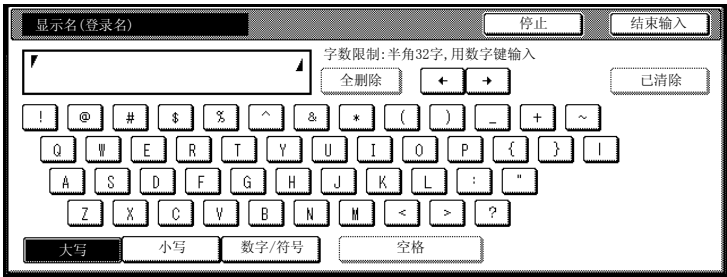 显示名(登录名) 停止 结束输入
字数限制:半角32字,用数字键输入
全删除 ← → 已清除
! @ # $ % ^ & * ( ) _ + ~
Q W E R T Y U I O P { } |
A S D F G H J K L : "
Z X C V B N M < > ?
大写 小写 数字/符号 空格